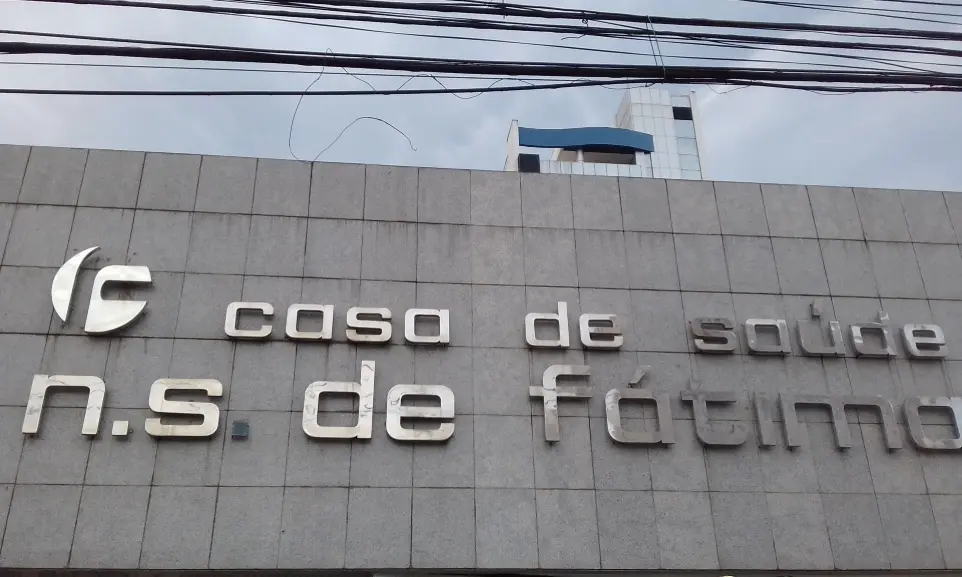 casa de saúde
n.s. de fátima